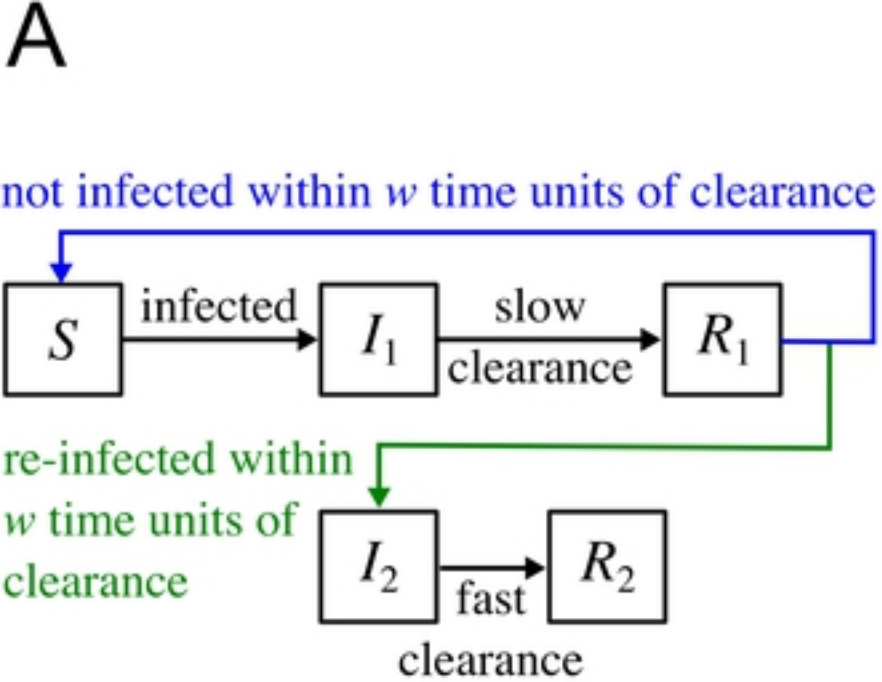 A
not infected within w time units of clearance
S
infected
I₁
slow
clearance
R₁
re-infected within
w time units of
clearance
I₂
fast
clearance
R₂